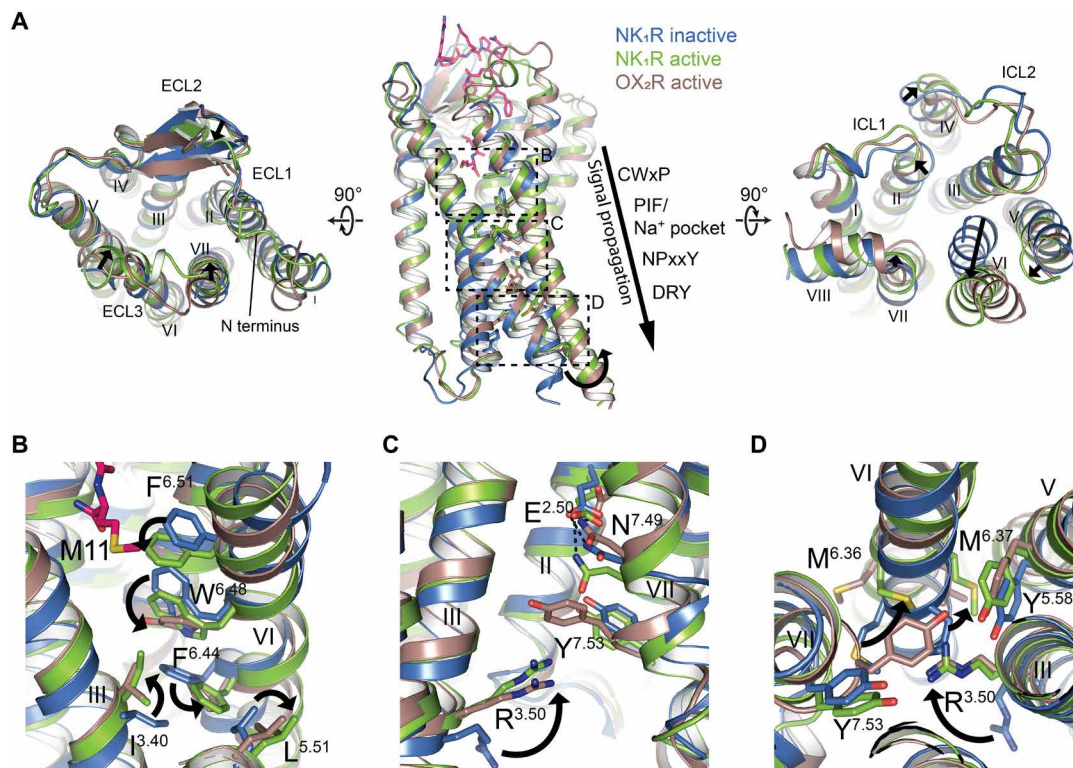 A
NK₁R inactive
NK₁R active
OX₂R active
ECL2
ECL1
IV
V
III
II
VII
I
ECL3
VI
N terminus
90°
B
C
D
Signal propagation
CWxP
PIF/
Na⁺ pocket
NPxxY
DRY
90°
ICL2
ICL1
IV
III
II
I
V
VI
VIII
VII
B
F⁶·⁵¹
M11
W⁶·⁴⁸
VI
F⁶·⁴⁴
III
I³·⁴⁰
L⁵·⁵¹
C
E²·⁵⁰
N⁷·⁴⁹
II
VII
III
Y⁷·⁵³
R³·⁵⁰
D
VI
V
M⁶·³⁶
M⁶·³⁷
Y⁵·⁵⁸
VII
III
R³·⁵⁰
Y⁷·⁵³